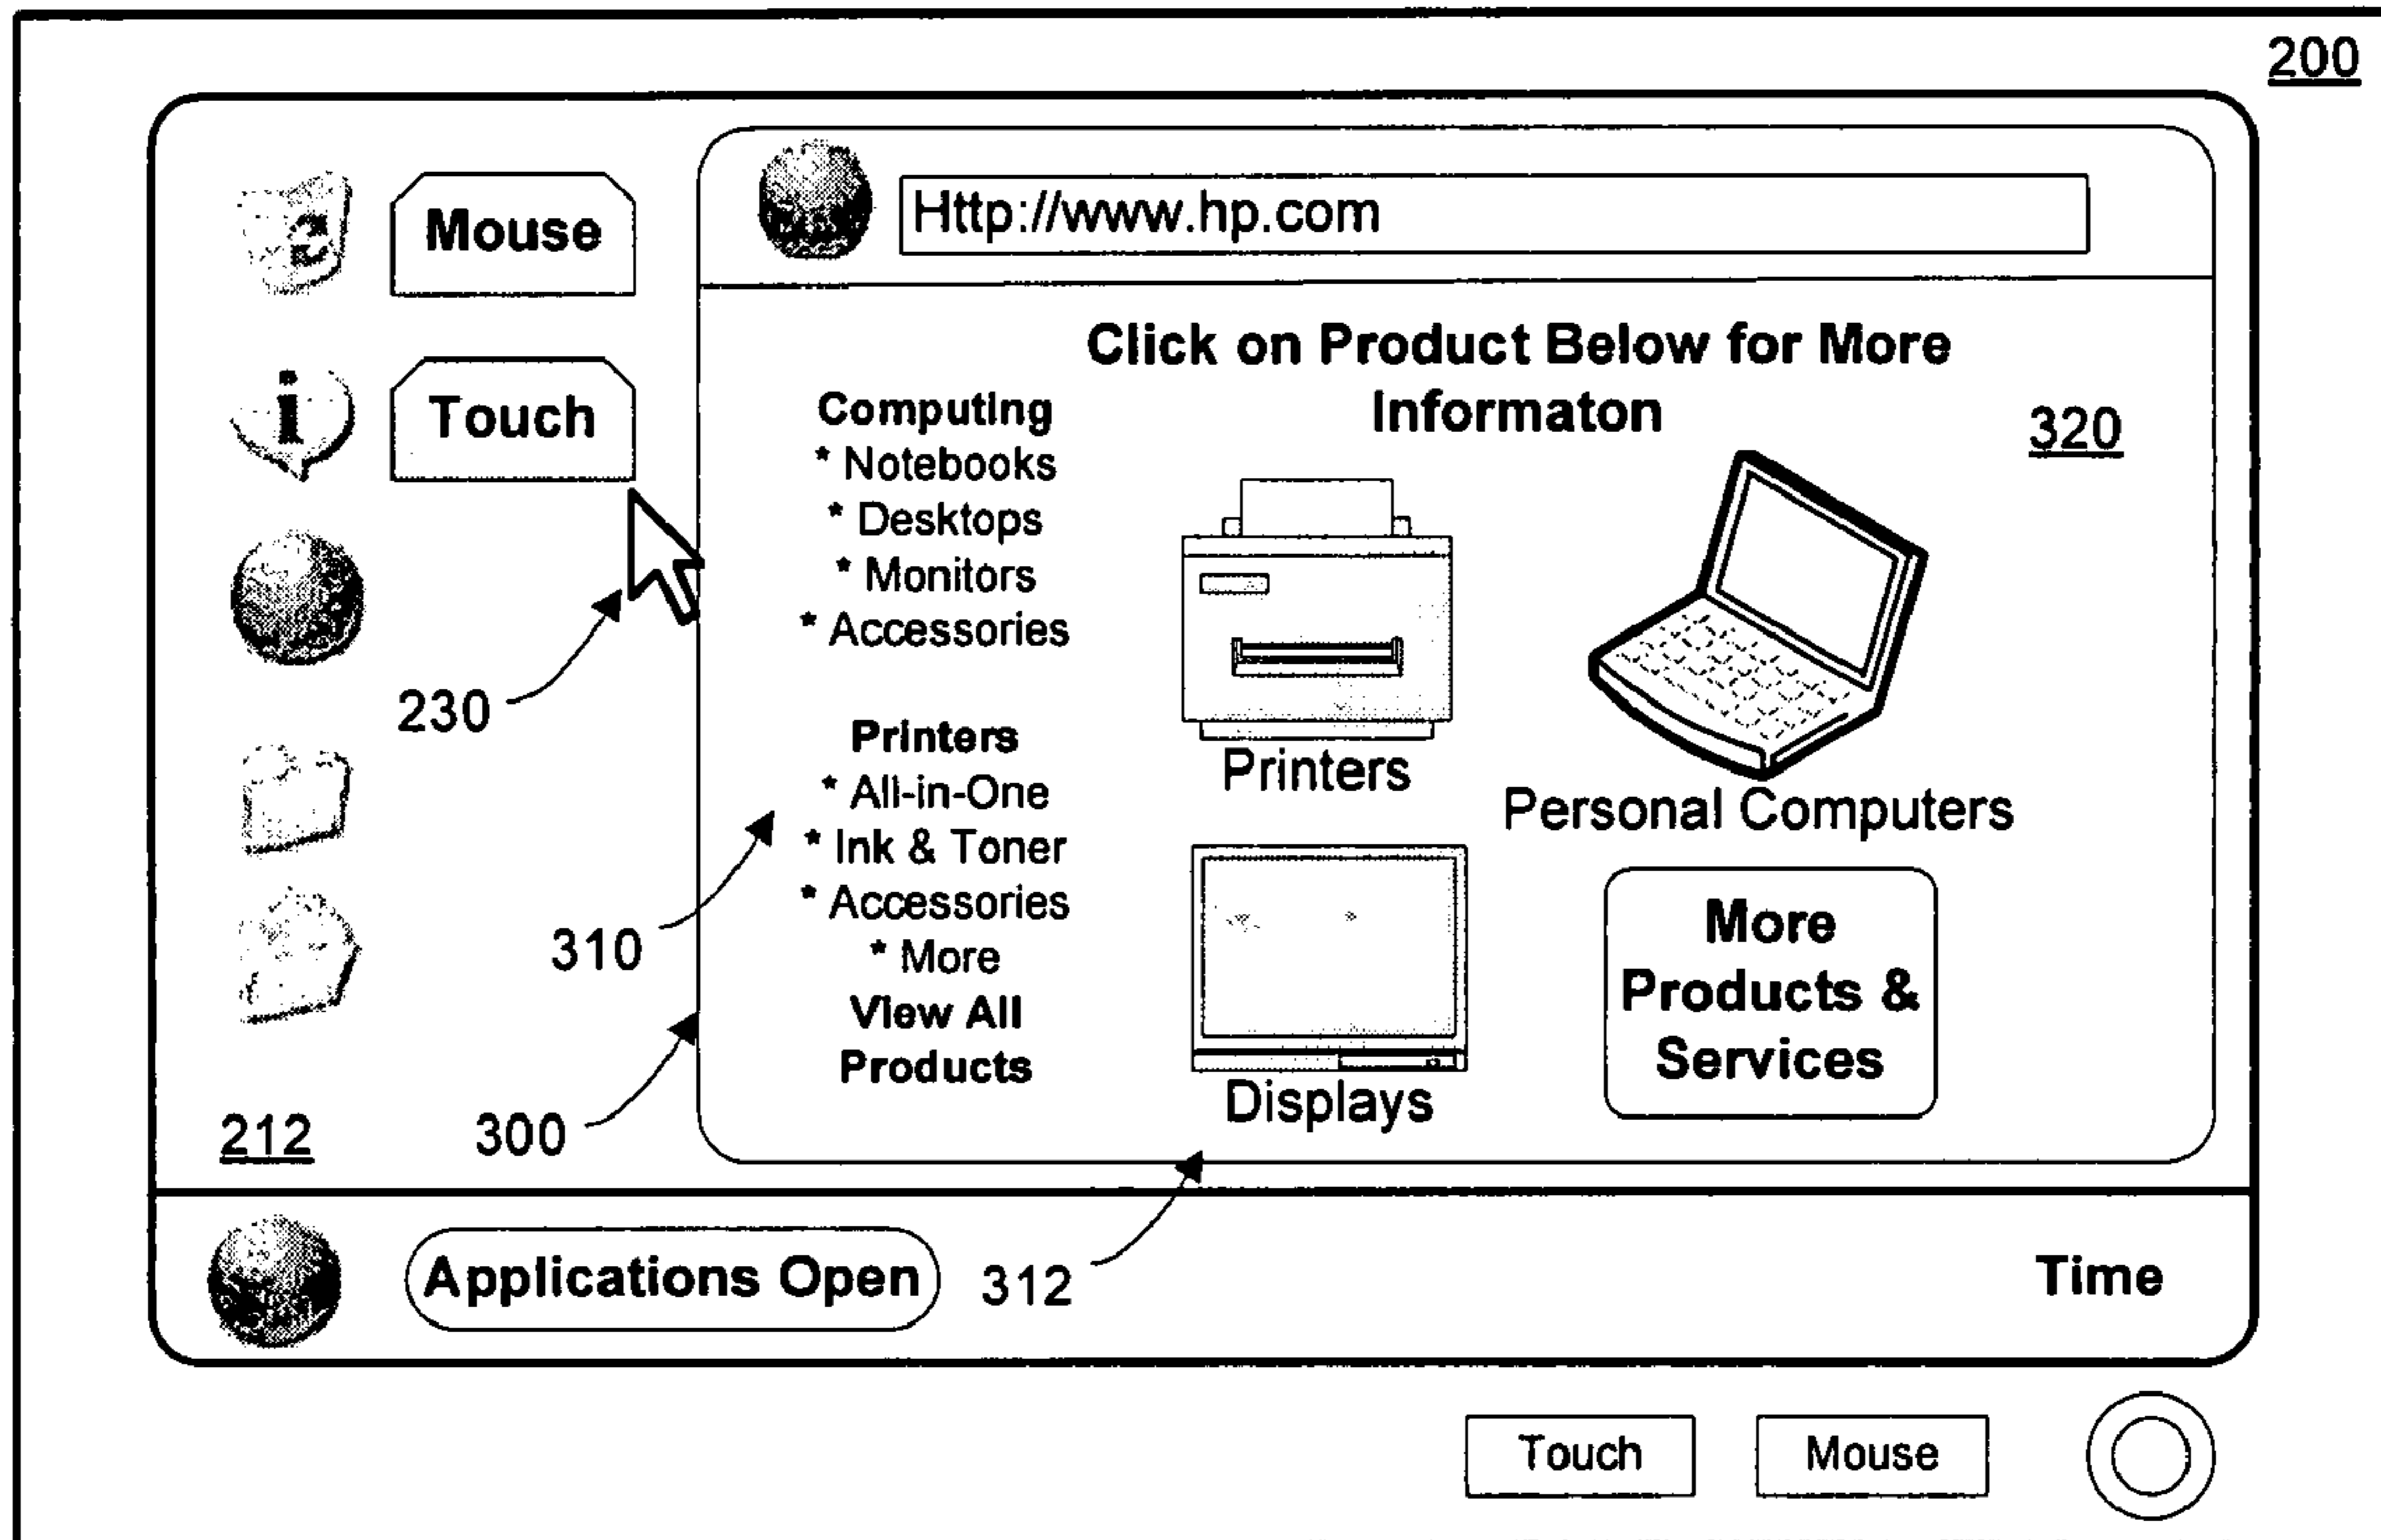 200
Mouse
Http://www.hp.com
Click on Product Below for More
Informaton
320
i
Touch
Computing
* Notebooks
* Desktops
* Monitors
* Accessories
230
Printers
* All-in-One
* Ink & Toner
* Accessories
* More
View All
Products
310
300
212
Printers
Personal Computers
Displays
More
Products &
Services
Applications Open
312
Time
Touch
Mouse